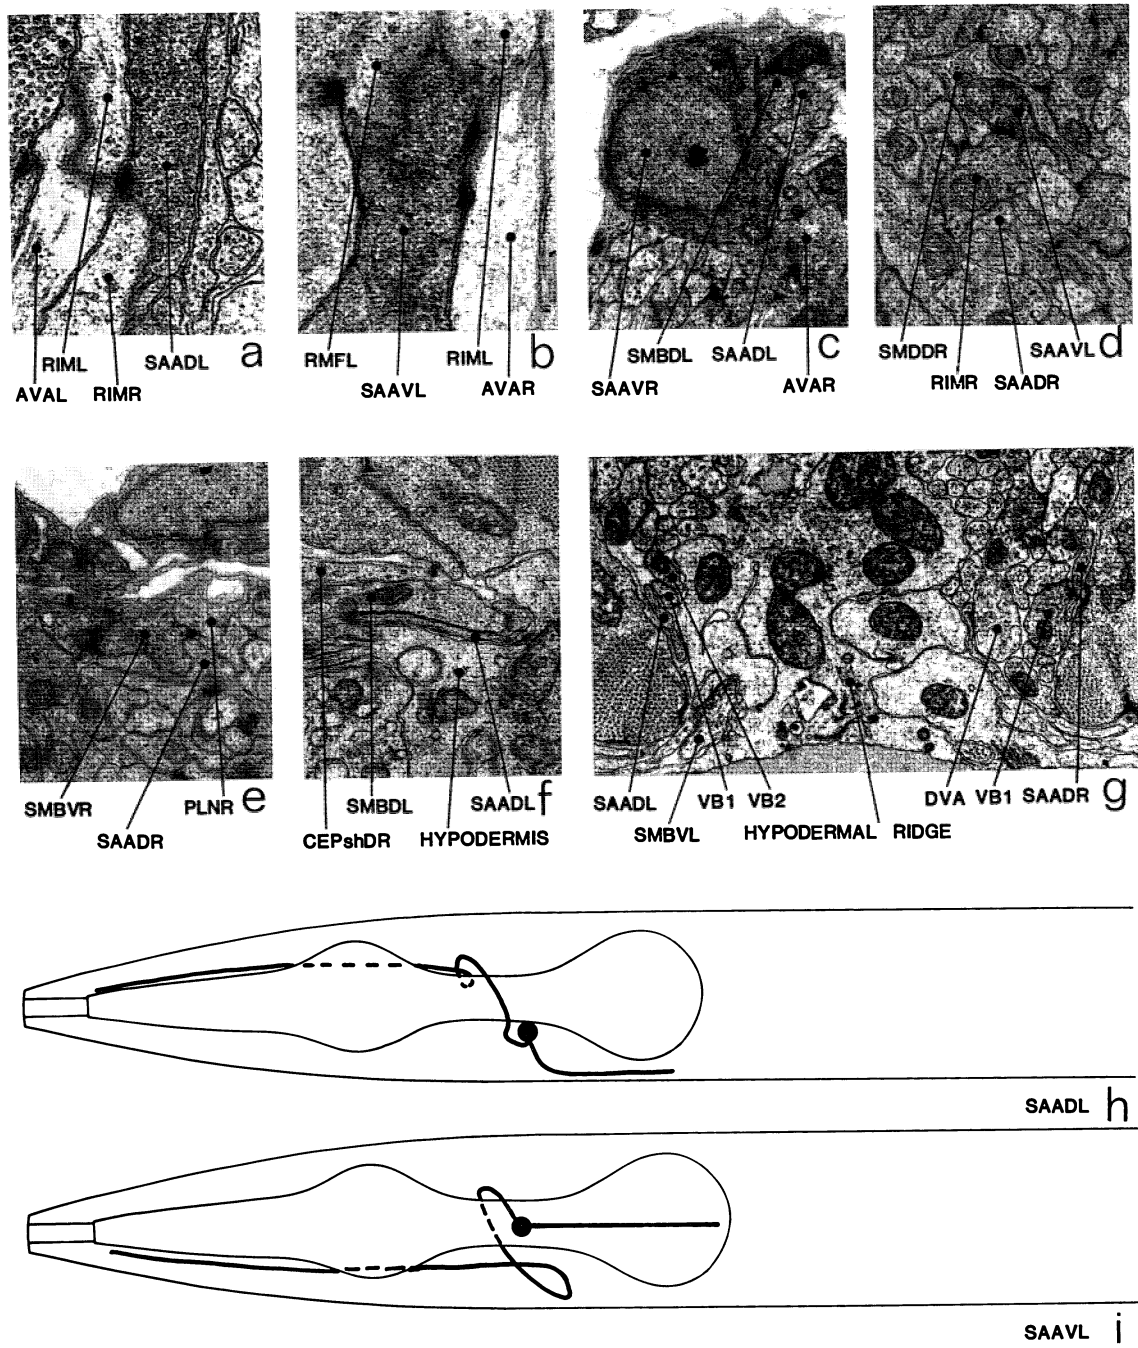 RIML SAADL a
AVAL RIMR
RMFL RIML b
SAAVL AVAR
SMBDL SAADL c
SAAVR AVAR
SMDDR SAAVL d
RIMR SAADR
SMBVR PLNR e
SAADR
SMBDL SAADL f
CEPshDR HYPODERMIS
SAADL VB1 VB2 DVA VB1 SAADR g
SMBVL HYPODERMAL RIDGE
SAADL h
SAAVL i